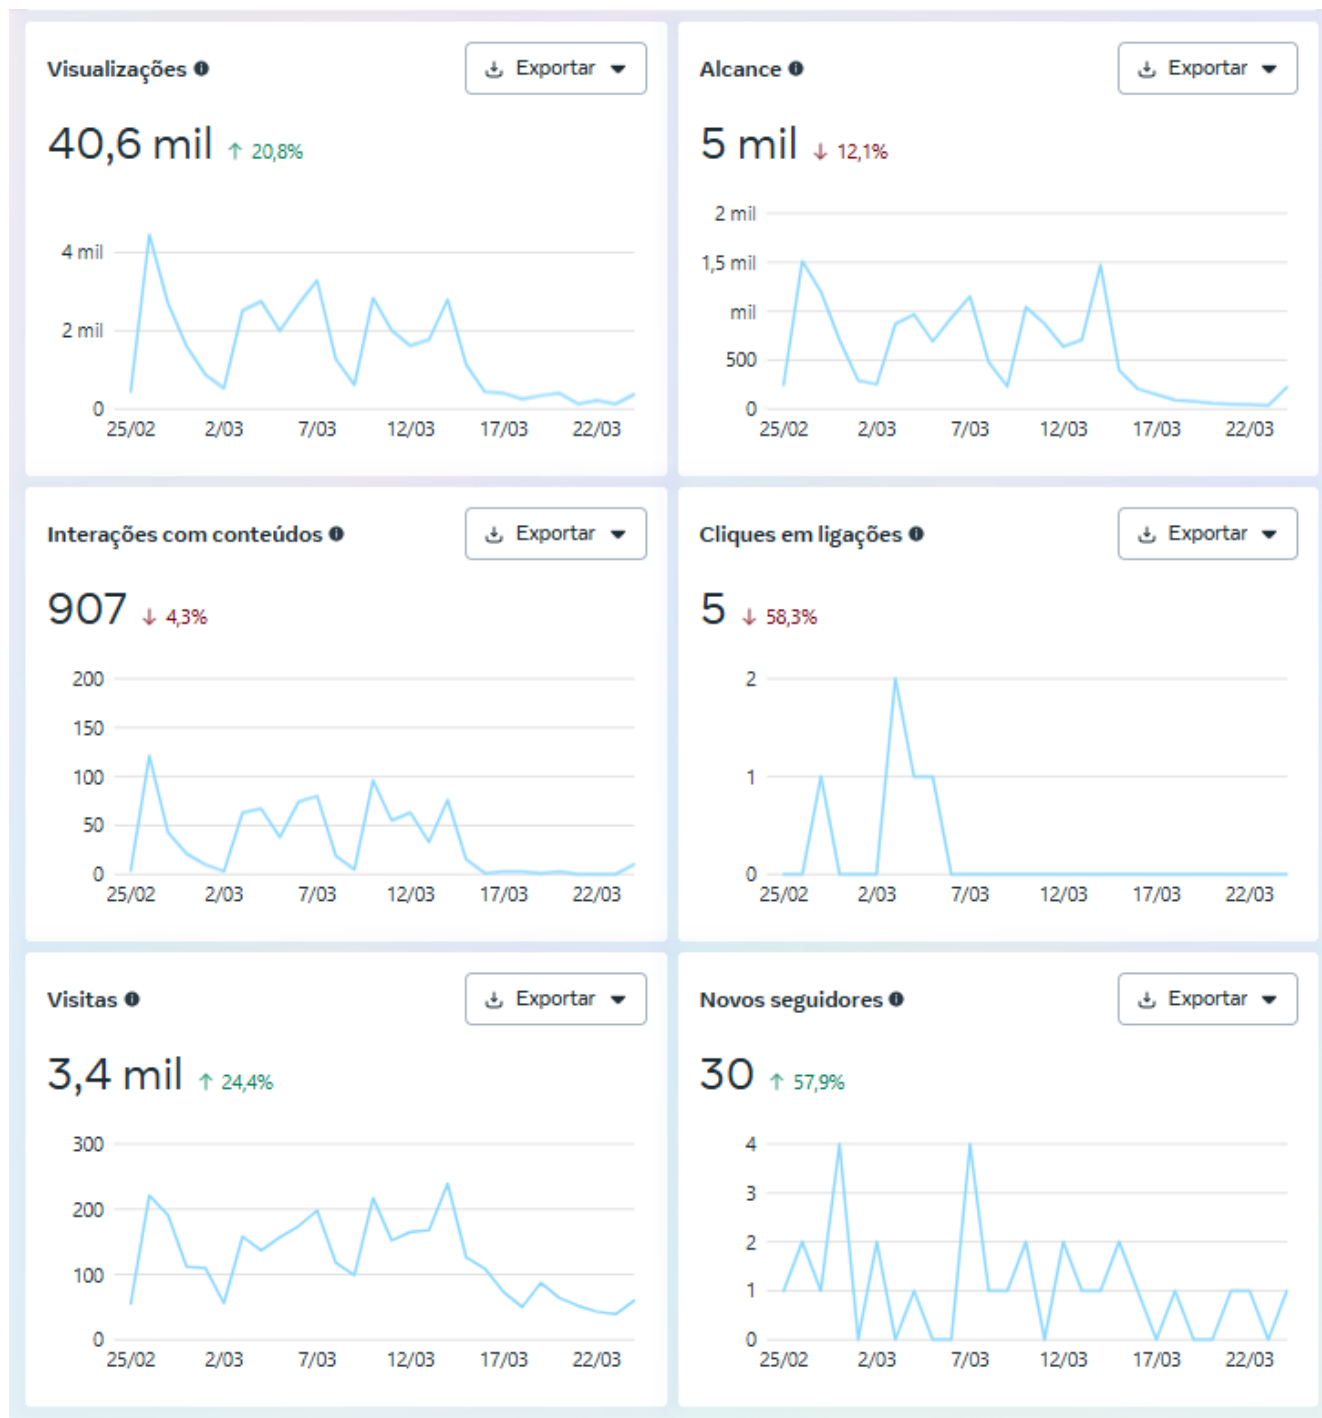 Visualizações
Exportar
40,6 mil ↑ 20,8%
4 mil
2 mil
0
25/02 2/03 7/03 12/03 17/03 22/03
Alcance
Exportar
5 mil ↓ 12,1%
2 mil
1,5 mil
mil
500
0
25/02 2/03 7/03 12/03 17/03 22/03
Interações com conteúdos
Exportar
907 ↓ 4,3%
200
150
100
50
0
25/02 2/03 7/03 12/03 17/03 22/03
Cliques em ligações
Exportar
5 ↓ 58,3%
2
1
0
25/02 2/03 7/03 12/03 17/03 22/03
Visitas
Exportar
3,4 mil ↑ 24,4%
300
200
100
0
25/02 2/03 7/03 12/03 17/03 22/03
Novos seguidores
Exportar
30 ↑ 57,9%
4
3
2
1
0
25/02 2/03 7/03 12/03 17/03 22/03